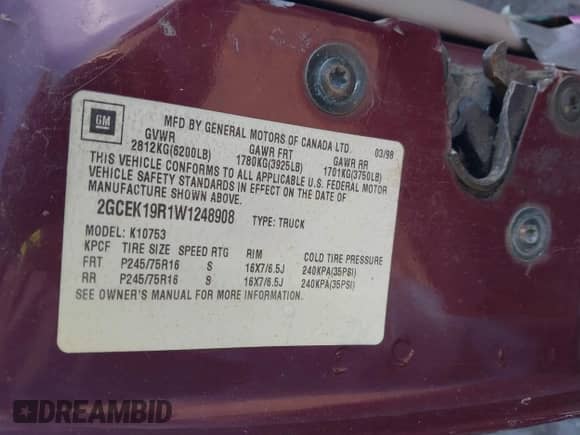 GM
MFD BY GENERAL MOTORS OF CANADA LTD.
03/98
GVWR GAWR FRT GAWR RR
2812KG(6200LB) 1780KG(3925LB) 1701KG(3750LB)
THIS VEHICLE CONFORMS TO ALL APPLICABLE U.S. FEDERAL MOTOR
VEHICLE SAFETY STANDARDS IN EFFECT ON THE DATE OF
MANUFACTURE SHOWN ABOVE.
2GCEK19R1W1248908 TYPE: TRUCK
MODEL: K10753
KPCF TIRE SIZE SPEED RTG RIM COLD TIRE PRESSURE
FRT P245/75R16 S 16X7/6.5J 240KPA(35PSI)
RR P245/75R16 S 16X7/6.5J 240KPA(35PSI)
SEE OWNER'S MANUAL FOR MORE INFORMATION.
DREAMBID